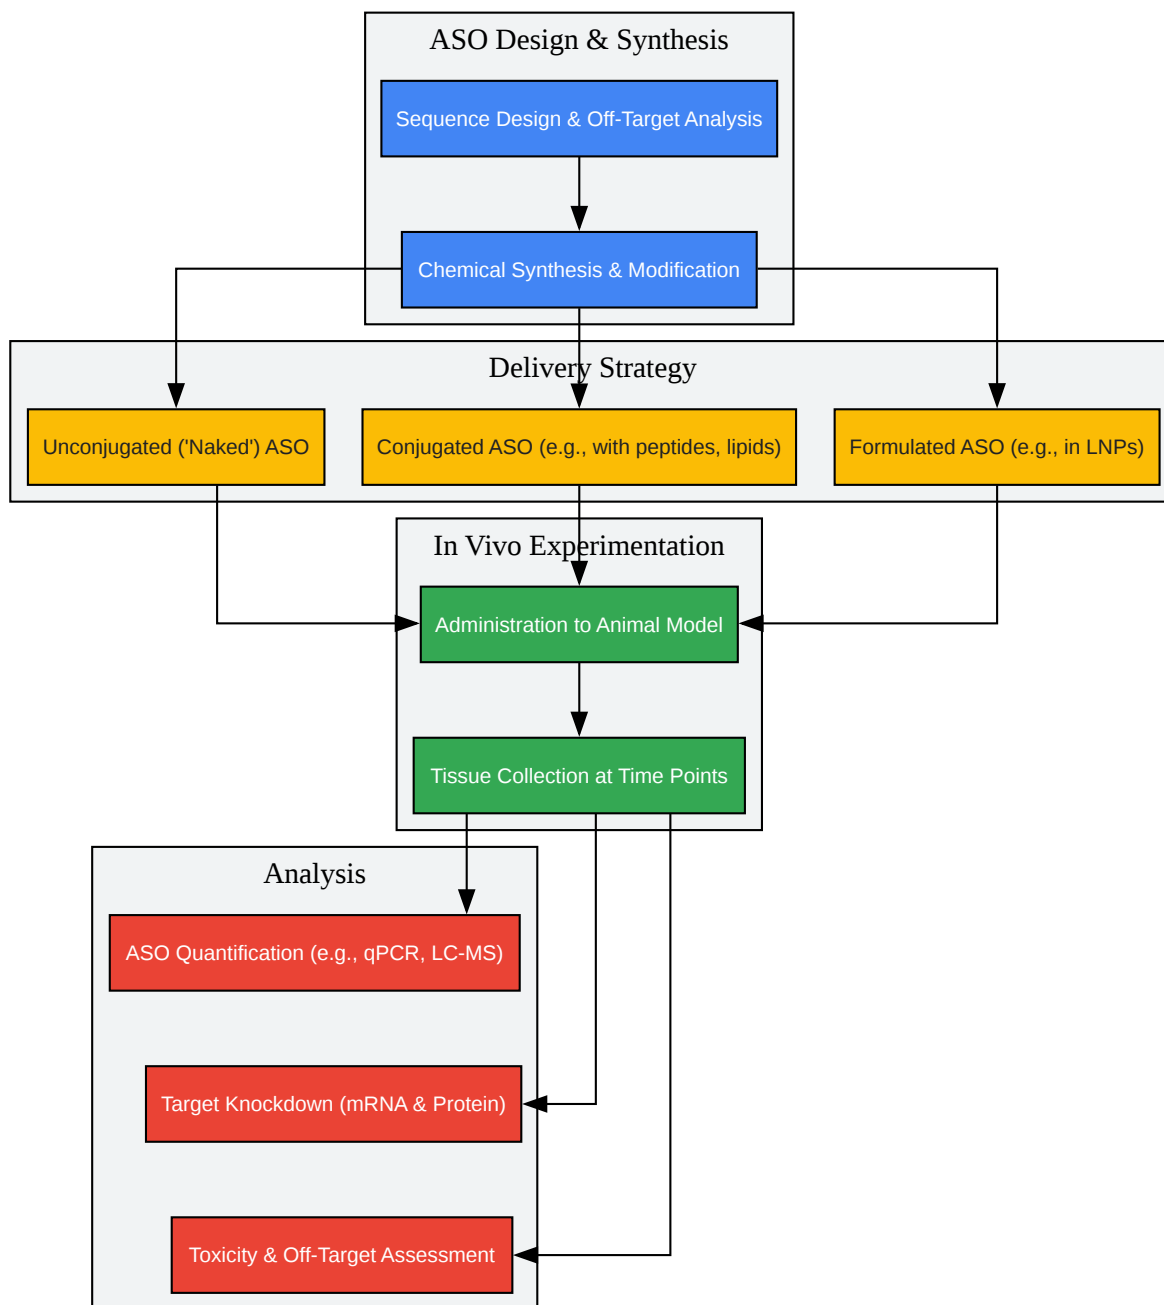 ASO Design & Synthesis
Sequence Design & Off-Target Analysis
Chemical Synthesis & Modification
Delivery Strategy
Unconjugated ('Naked') ASO
Conjugated ASO (e.g., with peptides, lipids)
Formulated ASO (e.g., in LNPs)
In Vivo Experimentation
Administration to Animal Model
Tissue Collection at Time Points
Analysis
ASO Quantification (e.g., qPCR, LC-MS)
Target Knockdown (mRNA & Protein)
Toxicity & Off-Target Assessment